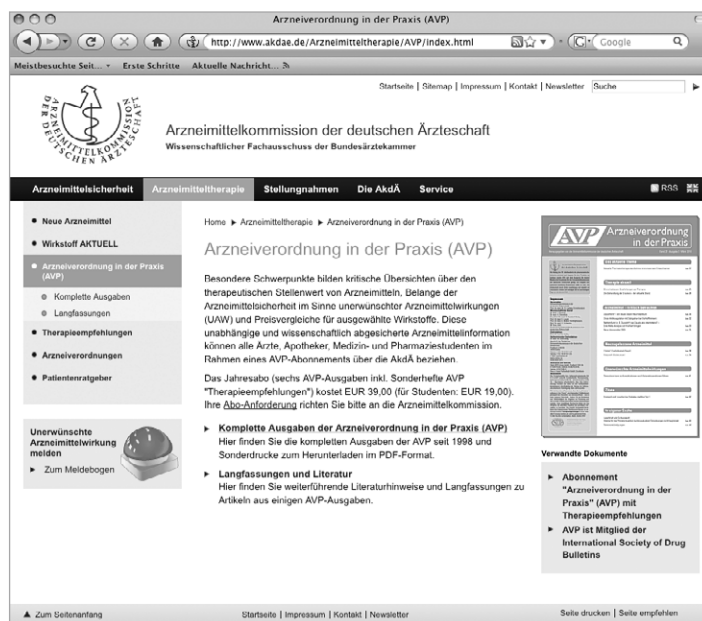 Arzneiverordnung in der Praxis (AVP)
http://www.akdae.de/Arzneimitteltherapie/AVP/index.html
Google
Meistbesuchte Seit... Erste Schritte Aktuelle Nachricht...
Startseite | Sitemap | Impressum | Kontakt | Newsletter Suche
ARZNEIMITTELKOMMISSION
DER DEUTSCHEN ÄRZTESCHAFT
Arzneimittelkommission der deutschen Ärzteschaft
Wissenschaftlicher Fachausschuss der Bundesärztekammer
Arzneimittelsicherheit Arzneimitteltherapie Stellungnahmen Die AkdÄ Service RSS
Neue Arzneimittel
Wirkstoff AKTUELL
Arzneiverordnung in der Praxis
(AVP)
Komplette Ausgaben
Langfassungen
Therapieempfehlungen
Arzneiverordnungen
Patientenratgeber
Unerwünschte
Arzneimittelwirkung
melden
Zum Meldebogen
Home ► Arzneimitteltherapie ► Arzneiverordnung in der Praxis (AVP)
Arzneiverordnung in der Praxis (AVP)
Besondere Schwerpunkte bilden kritische Übersichten über den
therapeutischen Stellenwert von Arzneimitteln, Belange der
Arzneimittelsicherheit im Sinne unerwünschter Arzneimittelwirkungen
(UAW) und Preisvergleiche für ausgewählte Wirkstoffe. Diese
unabhängige und wissenschaftlich abgesicherte Arzneimittelinformation
können alle Ärzte, Apotheker, Medizin- und Pharmaziestudenten im
Rahmen eines AVP-Abonnements über die AkdÄ beziehen.
Das Jahresabo (sechs AVP-Ausgaben inkl. Sonderhefte AVP
"Therapieempfehlungen") kostet EUR 39,00 (für Studenten: EUR 19,00).
Ihre Abo-Anforderung richten Sie bitte an die Arzneimittelkommission.
► Komplette Ausgaben der Arzneiverordnung in der Praxis (AVP)
Hier finden Sie die kompletten Ausgaben der AVP seit 1998 und
Sonderdrucke zum Herunterladen im PDF-Format.
► Langfassungen und Literatur
Hier finden Sie weiterführende Literaturhinweise und Langfassungen zu
Artikeln aus einigen AVP-Ausgaben.
AVP Arzneiverordnung
in der Praxis
Verwandte Dokumente
► Abonnement
"Arzneiverordnung in der
Praxis" (AVP) mit
Therapieempfehlungen
► AVP ist Mitglied der
International Society of Drug
Bulletins
▲ Zum Seitenanfang Startseite | Impressum | Kontakt | Newsletter Seite drucken | Seite empfehlen